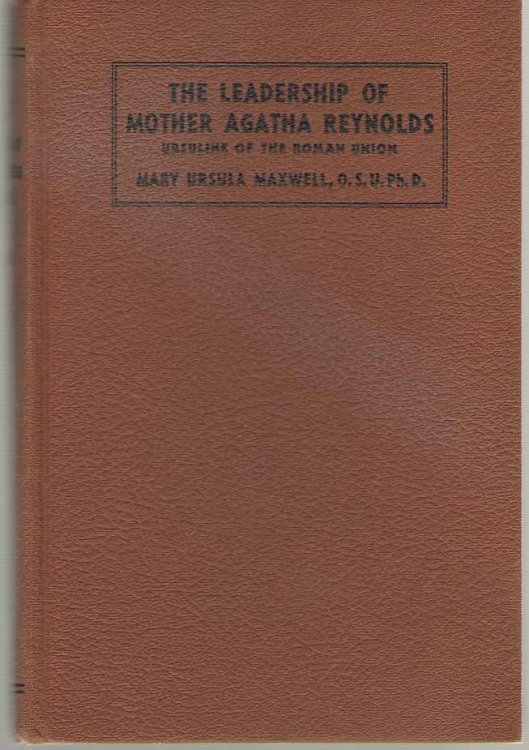 THE LEADERSHIP OF
MOTHER AGATHA REYNOLDS
URSULINE OF THE ROMAN UNION
MARY URSULA MAXWELL, O.S.U. Ph.D.